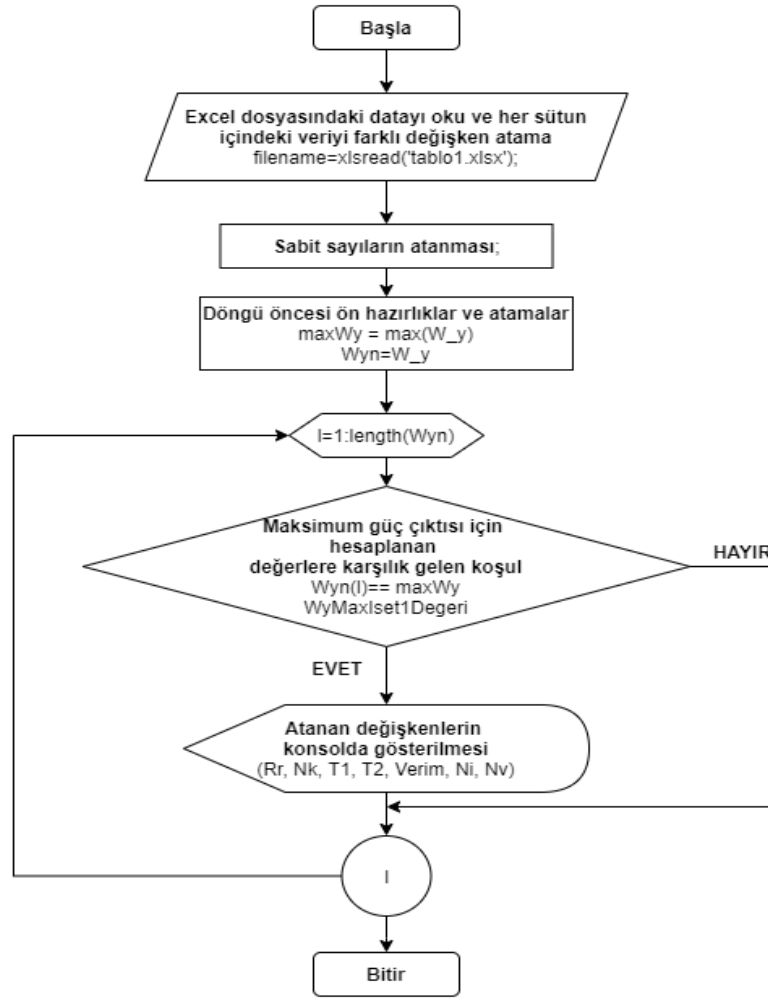 Başla
Excel dosyasındaki datayı oku ve her sütun
içindeki veriyi farklı değişken atama
filename=xlsread('tablo1.xlsx');
Sabit sayıların atanması;
Döngü öncesi ön hazırlıklar ve atamalar
maxWy = max(W_y)
Wyn=W_y
I=1:length(Wyn)
Maksimum güç çıktısı için
hesaplanan
değerlere karşılık gelen koşul
Wyn(I)== maxWy
WyMaxIset1Degeri
HAYIR
EVET
Atanan değişkenlerin
konsolda gösterilmesi
(Rr, Nk, T1, T2, Verim, Ni, Nv)
I
Bitir